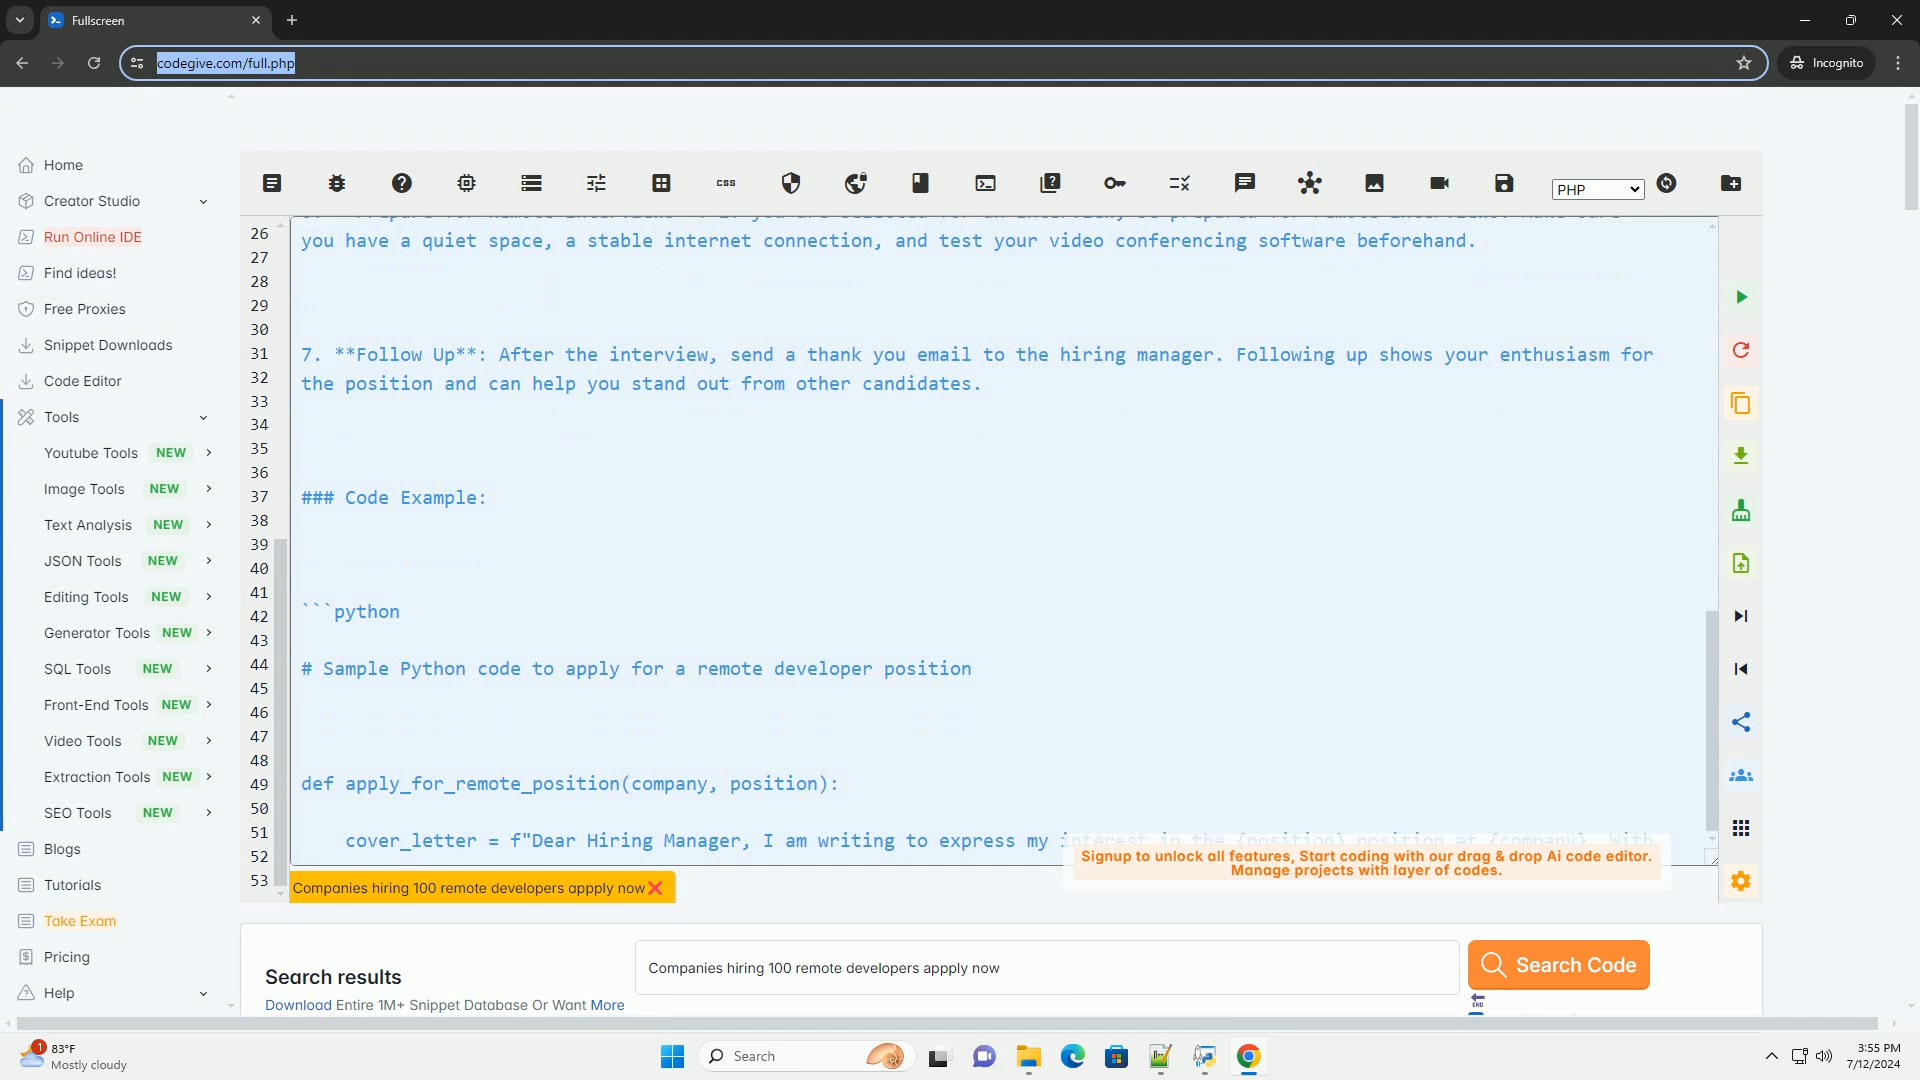 Fullscreen
codegive.com/full.php
Incognito
Home
Creator Studio
Run Online IDE
Find ideas!
Free Proxies
Snippet Downloads
Code Editor
Tools
Youtube Tools NEW
Image Tools NEW
Text Analysis NEW
JSON Tools NEW
Editing Tools NEW
Generator Tools NEW
SQL Tools NEW
Front-End Tools NEW
Video Tools NEW
Extraction Tools NEW
SEO Tools NEW
Blogs
Tutorials
Take Exam
Pricing
Help
css
PHP
26
27
28
29
30
31
32
33
34
35
36
37
38
39
40
41
42
43
44
45
46
47
48
49
50
51
52
53
you have a quiet space, a stable internet connection, and test your video conferencing software beforehand.
7. **Follow Up**: After the interview, send a thank you email to the hiring manager. Following up shows your enthusiasm for
the position and can help you stand out from other candidates.
### Code Example:
```python
# Sample Python code to apply for a remote developer position
def apply_for_remote_position(company, position):
cover_letter = f"Dear Hiring Manager, I am writing to express my interest in the {position} position at {company}. With
Signup to unlock all features, Start coding with our drag & drop Ai code editor.
Manage projects with layer of codes.
Companies hiring 100 remote developers appply now❌
Search results
Companies hiring 100 remote developers appply now
Search Code
Download Entire 1M+ Snippet Database Or Want More
END
1
83°F
Mostly cloudy
Search
3:55 PM
7/12/2024